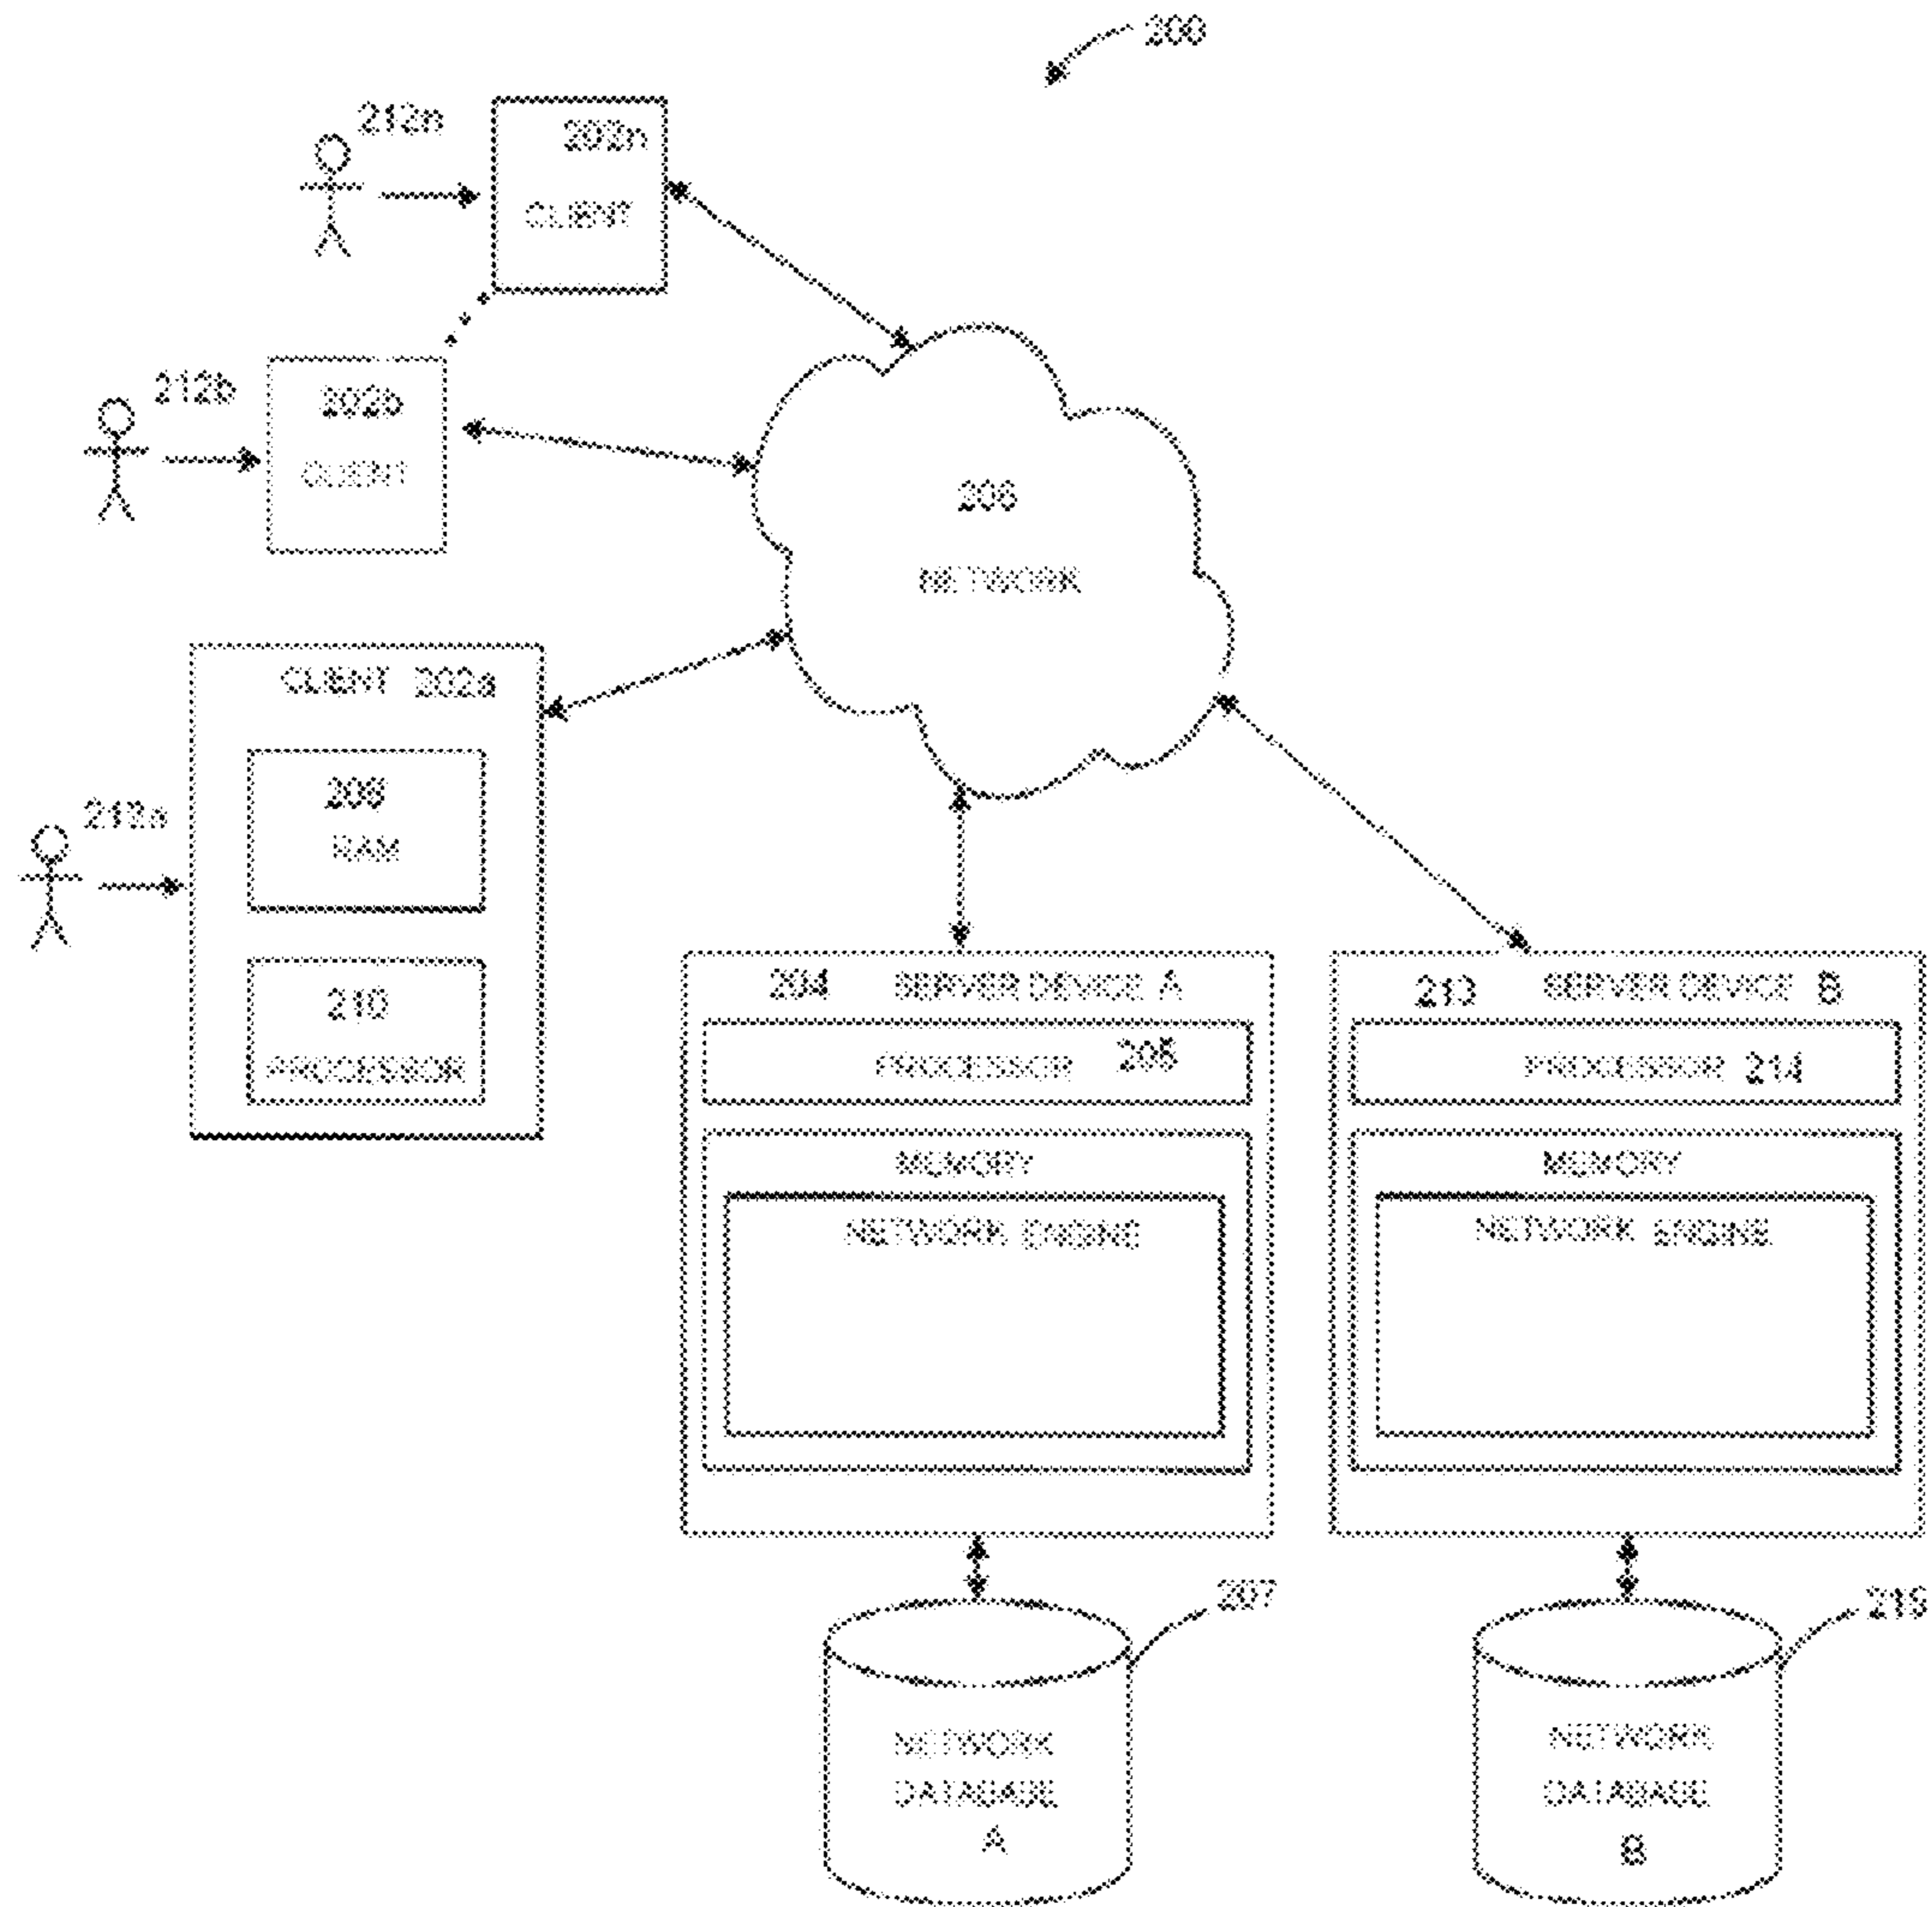 200
212n
202n
CLIENT
212b
202b
CLIENT
206
NETWORK
CLIENT 202a
208
RAM
212a
210
PROCESSOR
204 SERVER DEVICE A
PROCESSOR 205
MEMORY
NETWORK ENGINE
213 SERVER DEVICE B
PROCESSOR 214
MEMORY
NETWORK ENGINE
207
NETWORK
DATABASE
A
NETWORK
DATABASE
B